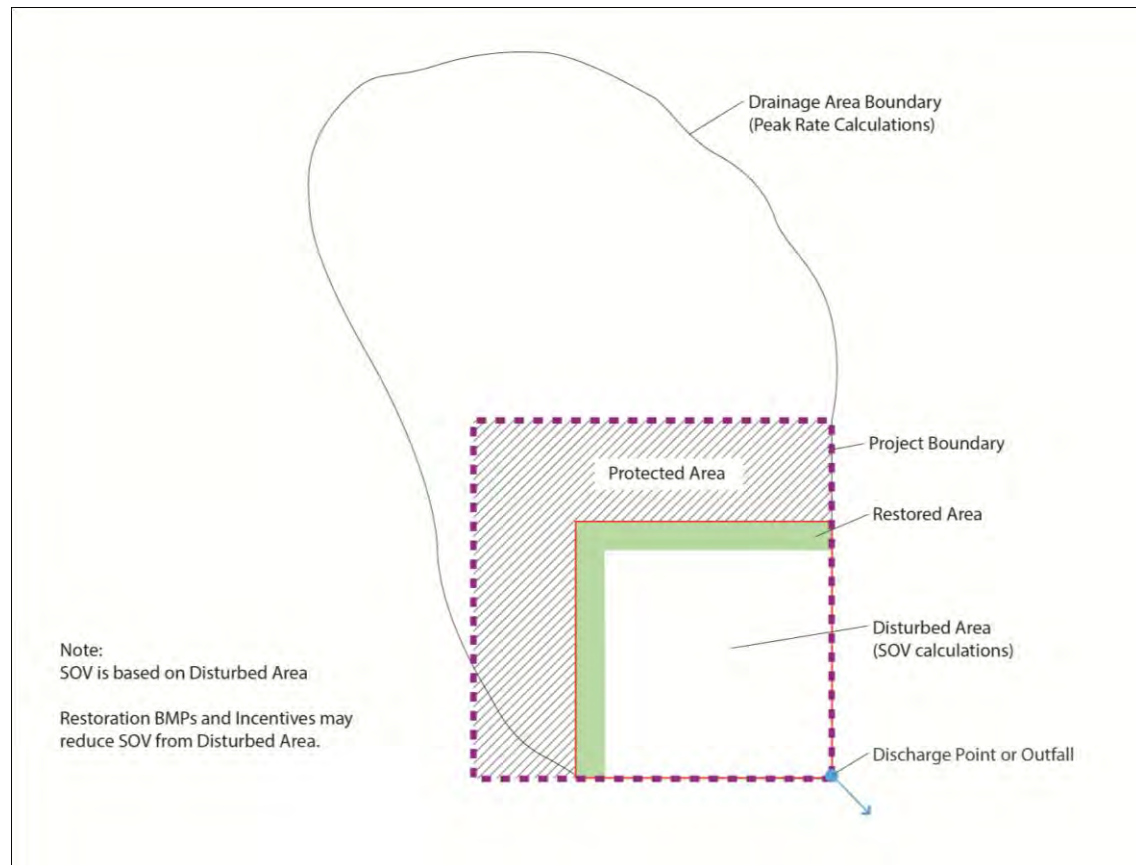 Drainage Area Boundary
(Peak Rate Calculations)
Project Boundary
Protected Area
Restored Area
Disturbed Area
(SOV calculations)
Note:
SOV is based on Disturbed Area
Restoration BMPs and Incentives may
reduce SOV from Disturbed Area.
Discharge Point or Outfall